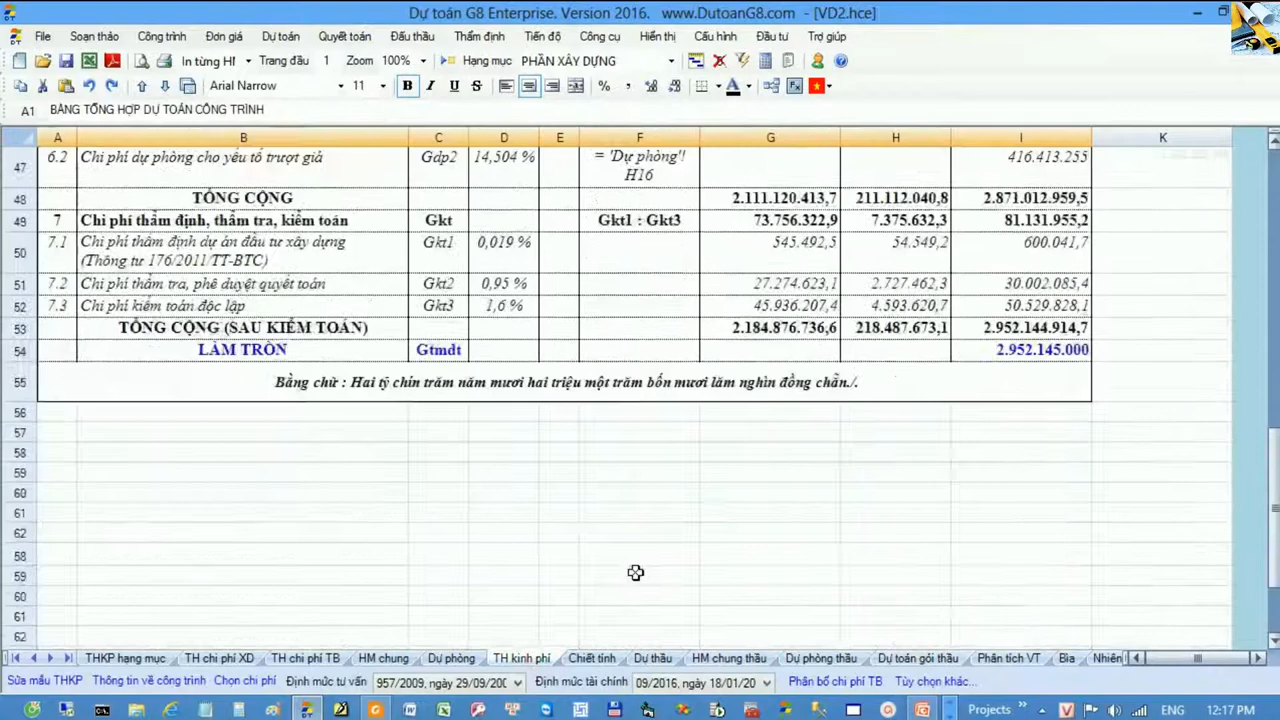 Dự toán G8 Enterprise. Version 2016.   www.DutoanG8.com  - [VD2.hce]
File Soạn thảo Công trình Đơn giá Dự toán Quyết toán Đấu thầu Thẩm định Tiến độ Công cụ Hiển thị Cấu hình Đầu tư Trợ giúp
In từng HM Trang đầu 1 Zoom 100% Hạng mục PHẦN XÂY DỰNG
Arial Narrow 11 B I U S %
A1 BẢNG TỔNG HỢP DỰ TOÁN CÔNG TRÌNH
A B C D E F G H I K
47 6.2 Chi phí dự phòng cho yếu tố trượt giá Gdp2 14,504 % = 'Dự phòng'! H16 416.413.255
48 TỔNG CỘNG 2.111.120.413,7 211.112.040,8 2.871.012.959,5
49 7 Chi phí thẩm định, thẩm tra, kiểm toán Gkt Gkt1 : Gkt3 73.756.322,9 7.375.632,3 81.131.955,2
50 7.1 Chi phí thẩm định dự án đầu tư xây dựng (Thông tư 176/2011/TT-BTC) Gkt1 0,019 % 545.492,5 54.549,2 600.041,7
51 7.2 Chi phí thẩm tra, phê duyệt quyết toán Gkt2 0,95 % 27.274.623,1 2.727.462,3 30.002.085,4
52 7.3 Chi phí kiểm toán độc lập Gkt3 1,6 % 45.936.207,4 4.593.620,7 50.529.828,1
53 TỔNG CỘNG (SAU KIỂM TOÁN) 2.184.876.736,6 218.487.673,1 2.952.144.914,7
54 LÀM TRÒN Gtmdt 2.952.145.000
55 Bằng chữ : Hai tỷ chín trăm năm mươi hai triệu một trăm bốn mươi lăm nghìn đồng chẵn./.
56
57
58
59
60
61
62
58
59
60
61
62
THKP hạng mục TH chi phí XD TH chi phí TB HM chung Dự phòng TH kinh phí Chiết tính Dự thầu HM chung thầu Dự phòng thầu Dự toán gói thầu Phân tích VT Bìa Nhiên
Sửa mẫu THKP Thông tin về công trình Chọn chi phí Định mức tư vấn 957/2009, ngày 29/09/200 Định mức tài chính 09/2016, ngày 18/01/20 Phân bổ chi phí TB Tùy chọn khác...
Projects ENG 12:17 PM